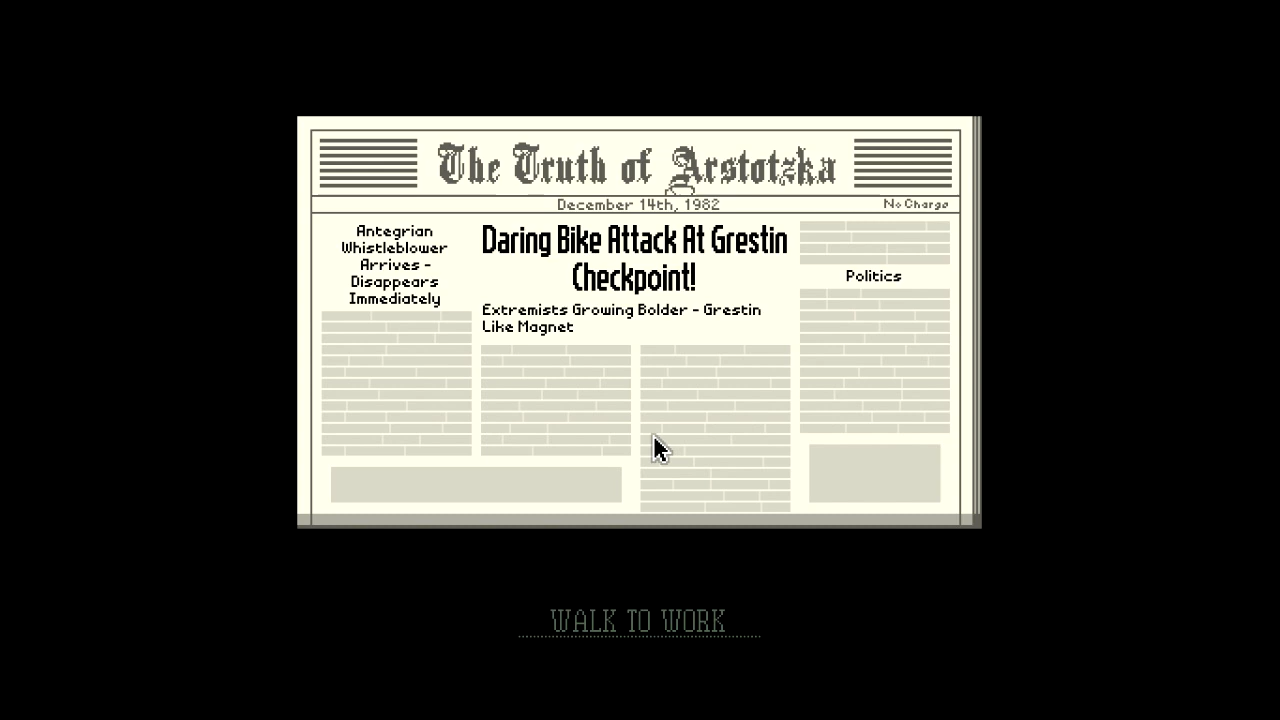 The Truth of Arstotzka
December 14th, 1982
No Charge
Antegrian
Whistleblower
Arrives -
Disappears
Immediately
Daring Bike Attack At Grestin
Checkpoint!
Extremists Growing Bolder - Grestin
Like Magnet
Politics
WALK TO WORK